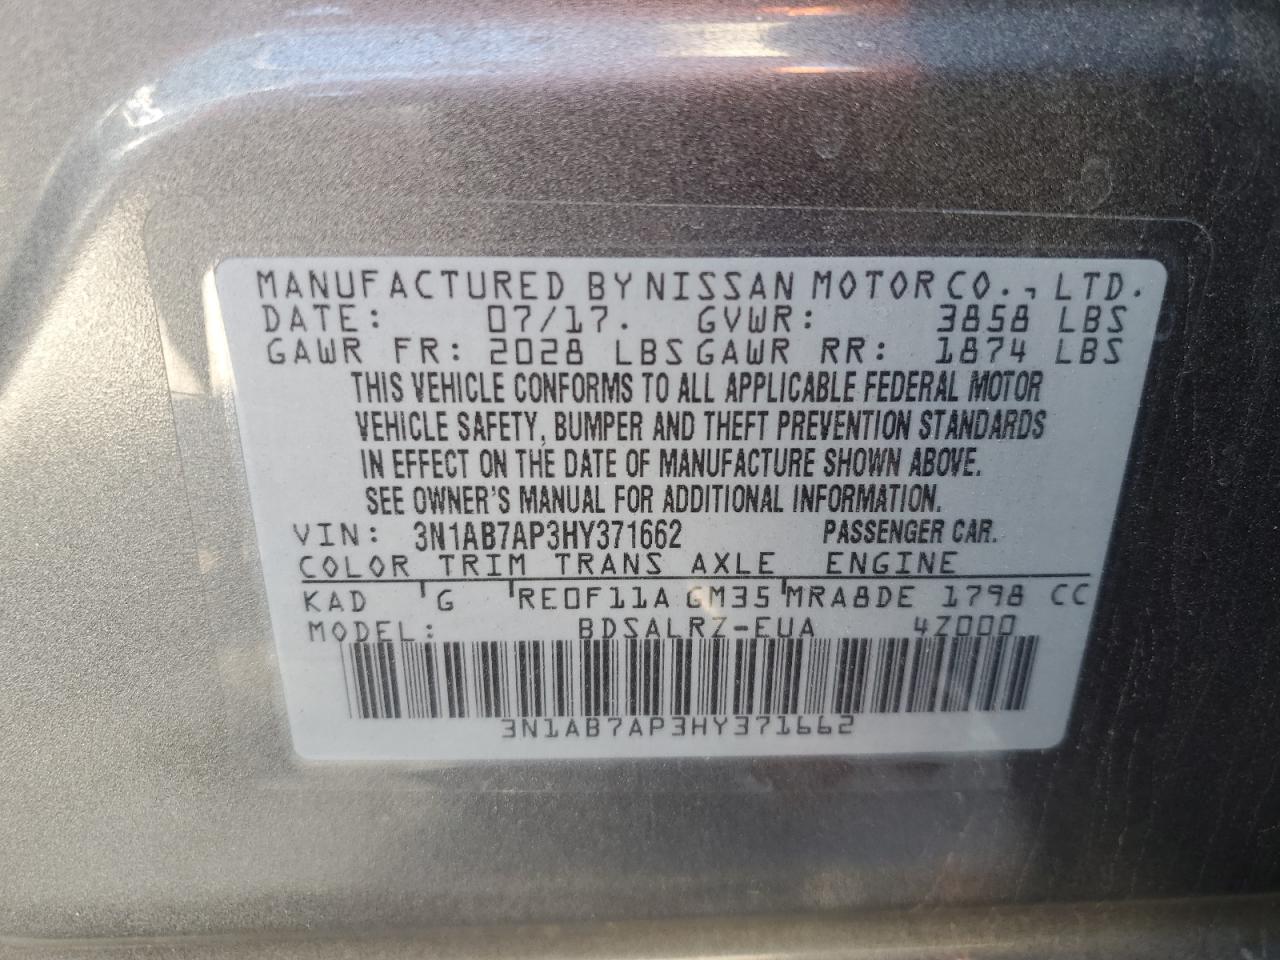 MANUFACTURED BY NISSAN MOTOR CO., LTD.
DATE: 07/17. GVWR: 3858 LBS
GAWR FR: 2028 LBS GAWR RR: 1874 LBS
THIS VEHICLE CONFORMS TO ALL APPLICABLE FEDERAL MOTOR
VEHICLE SAFETY, BUMPER AND THEFT PREVENTION STANDARDS
IN EFFECT ON THE DATE OF MANUFACTURE SHOWN ABOVE.
SEE OWNER'S MANUAL FOR ADDITIONAL INFORMATION.
VIN: 3N1AB7AP3HY371662 PASSENGER CAR.
COLOR TRIM TRANS AXLE ENGINE
KAD G RE0F11A GM35 MRA8DE 1798 CC
MODEL: BDSALRZ-EUA 4Z000
3N1AB7AP3HY371662